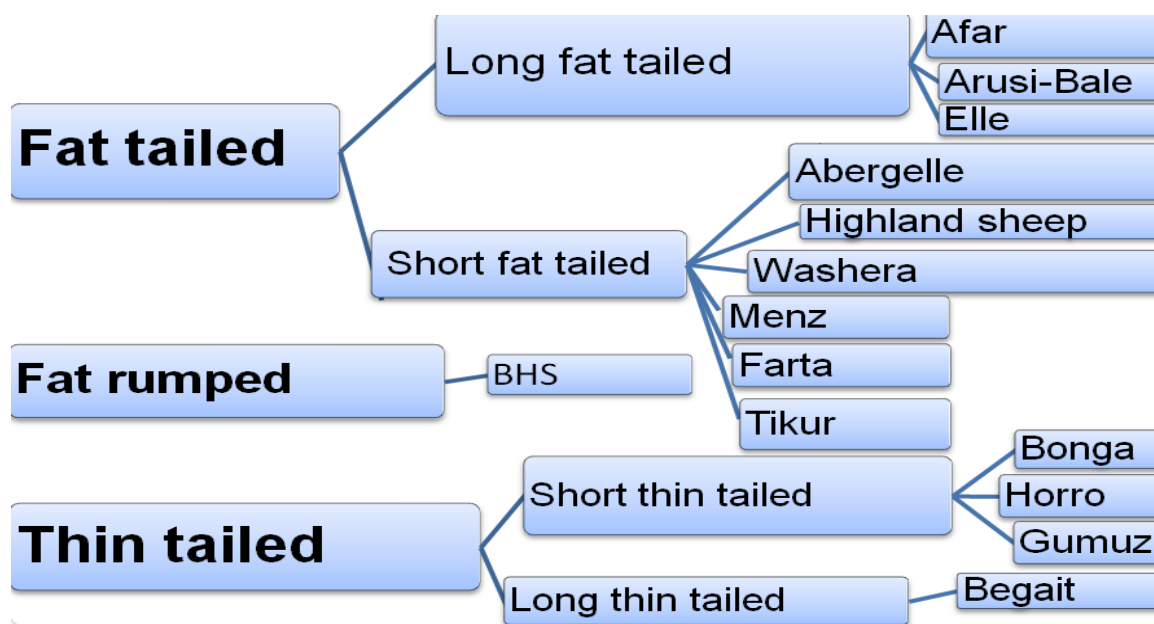 Fat tailed
Long fat tailed
Afar
Arusi-Bale
Elle
Short fat tailed
Abergelle
Highland sheep
Washera
Menz
Farta
Tikur
Fat rumped
BHS
Thin tailed
Short thin tailed
Bonga
Horro
Gumuz
Long thin tailed
Begait